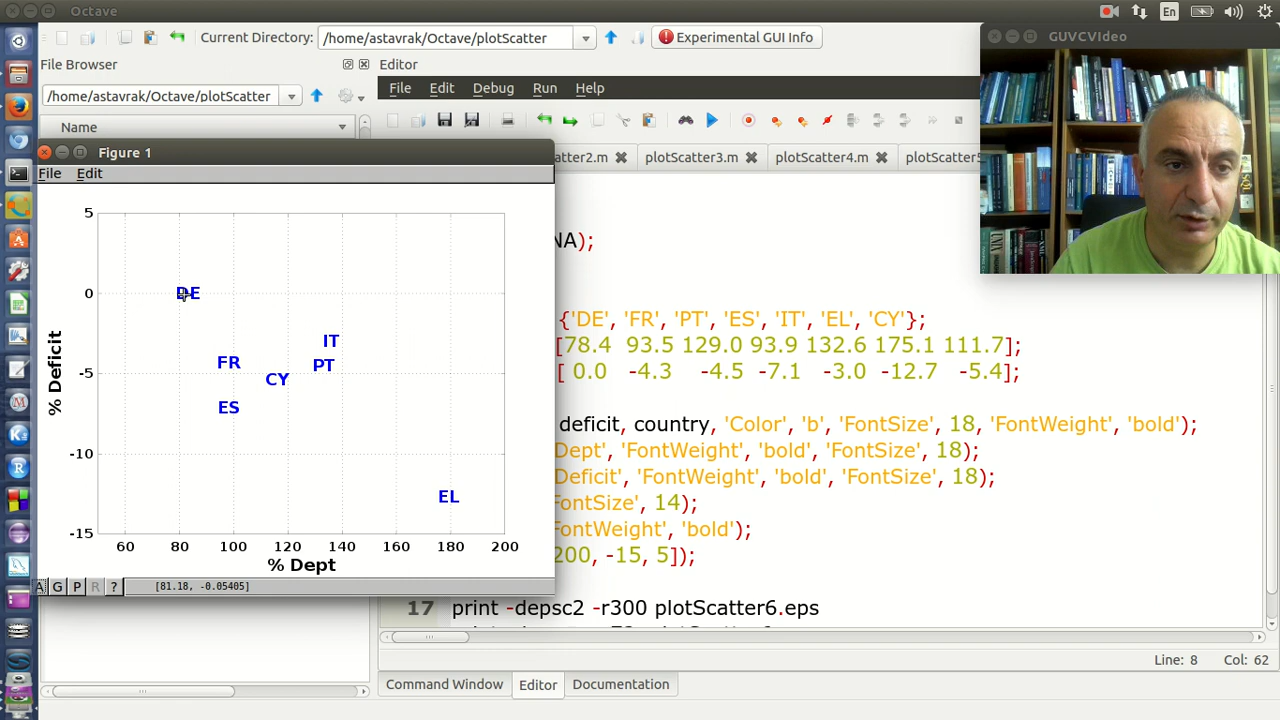 Octave
En
Current Directory: /home/astavrak/Octave/plotScatter
Experimental GUI Info
GUVCVIdeo
File Browser
Editor
/home/astavrak/Octave/plotScatter
File Edit Debug Run Help
Name
Figure 1
tter2.m plotScatter3.m plotScatter4.m plotScatter
File Edit
5
0
-5
-10
-15
% Deficit
DE
IT
FR
PT
CY
ES
EL
60 80 100 120 140 160 180 200
% Dept
A G P R ? [81.18, -0.05405]
NA);
{'DE', 'FR', 'PT', 'ES', 'IT', 'EL', 'CY'};
[78.4 93.5 129.0 93.9 132.6 175.1 111.7];
[ 0.0 -4.3 -4.5 -7.1 -3.0 -12.7 -5.4];
deficit, country, 'Color', 'b', 'FontSize', 18, 'FontWeight', 'bold');
Dept', 'FontWeight', 'bold', 'FontSize', 18);
Deficit', 'FontWeight', 'bold', 'FontSize', 18);
FontSize', 14);
FontWeight', 'bold');
200, -15, 5]);
17 print -depsc2 -r300 plotScatter6.eps
Line: 8 Col: 62
Command Window Editor Documentation